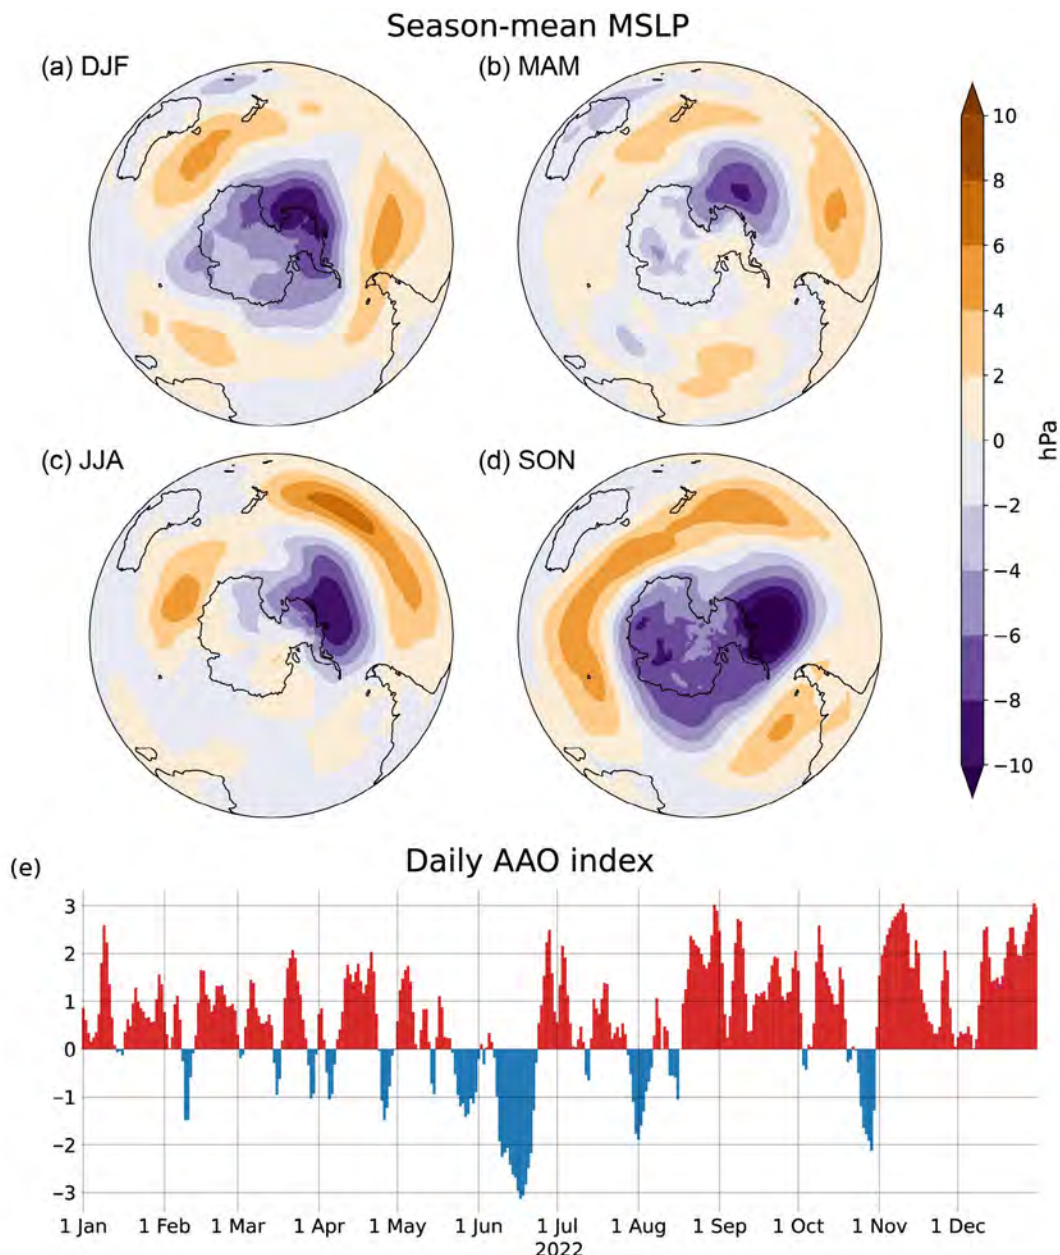 Season-mean MSLP
(a) DJF
(b) MAM
(c) JJA
(d) SON
10
8
6
4
2
0
−2
−4
−6
−8
−10
hPa
(e)
Daily AAO index
3
2
1
0
−1
−2
−3
1 Jan 1 Feb 1 Mar 1 Apr 1 May 1 Jun 1 Jul 1 Aug 1 Sep 1 Oct 1 Nov 1 Dec
2022